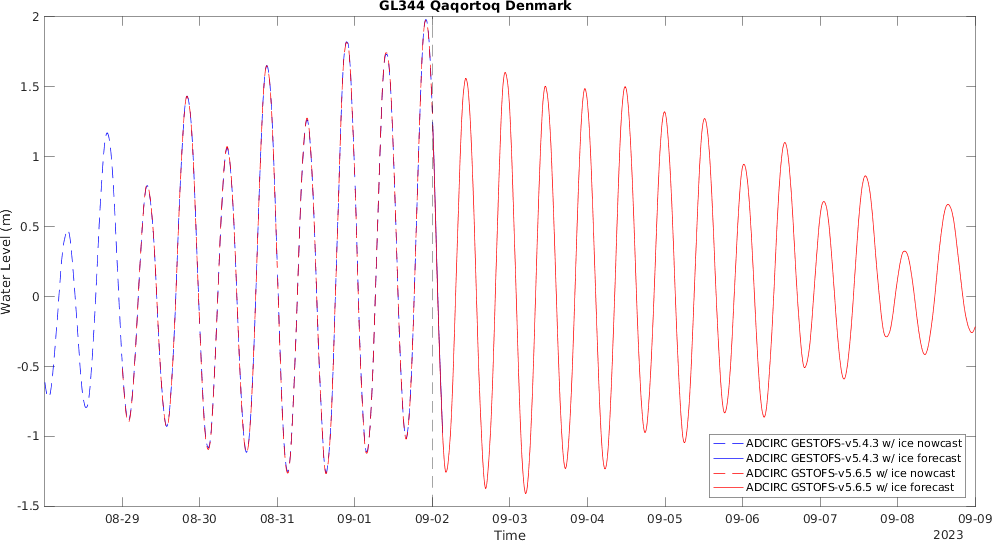 GL344 Qaqortoq Denmark
2
1.5
1
0.5
0
-0.5
-1
-1.5
Water Level (m)
ADCIRC GESTOFS-v5.4.3 w/ ice nowcast
ADCIRC GESTOFS-v5.4.3 w/ ice forecast
ADCIRC GSTOFS-v5.6.5 w/ ice nowcast
ADCIRC GSTOFS-v5.6.5 w/ ice forecast
08-29 08-30 08-31 09-01 09-02 09-03 09-04 09-05 09-06 09-07 09-08 09-09
Time
2023